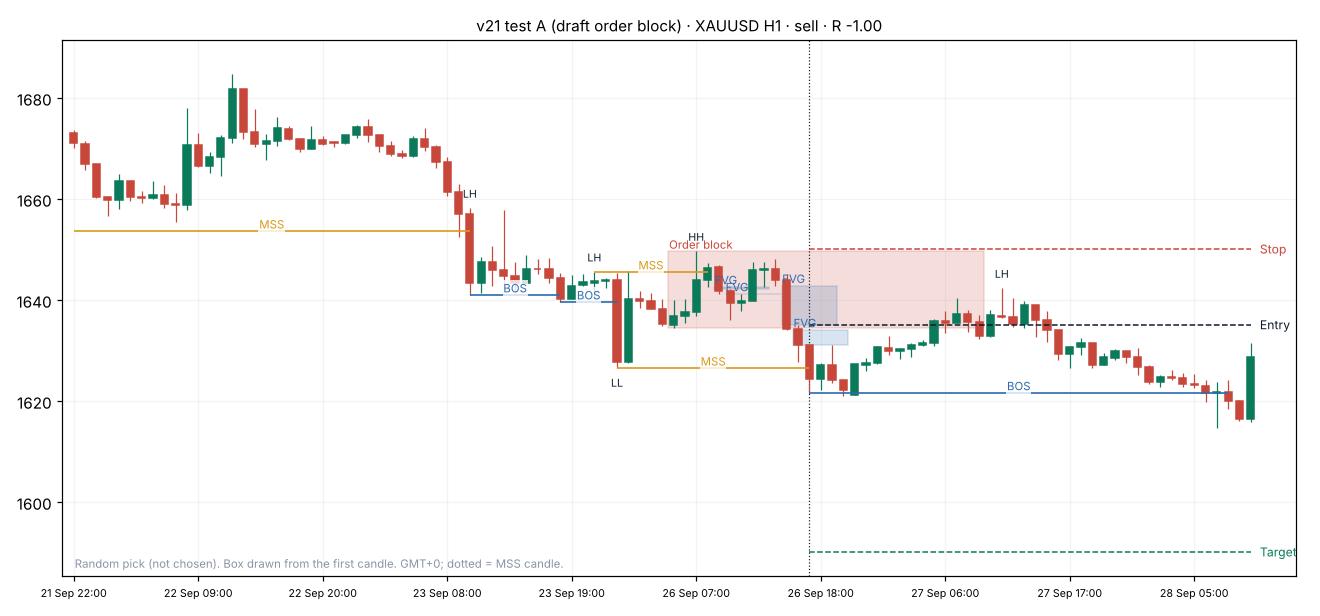 v21 test A (draft order block) · XAUUSD H1 · sell · R -1.00
1680
1660
1640
1620
1600
LH
MSS
HH
Order block
Stop
LH
MSS
LH
FVG
FVG
FVG
BOS
BOS
FVG
Entry
MSS
LL
BOS
Target
Random pick (not chosen). Box drawn from the first candle. GMT+0; dotted = MSS candle.
21 Sep 22:00
22 Sep 09:00
22 Sep 20:00
23 Sep 08:00
23 Sep 19:00
26 Sep 07:00
26 Sep 18:00
27 Sep 06:00
27 Sep 17:00
28 Sep 05:00